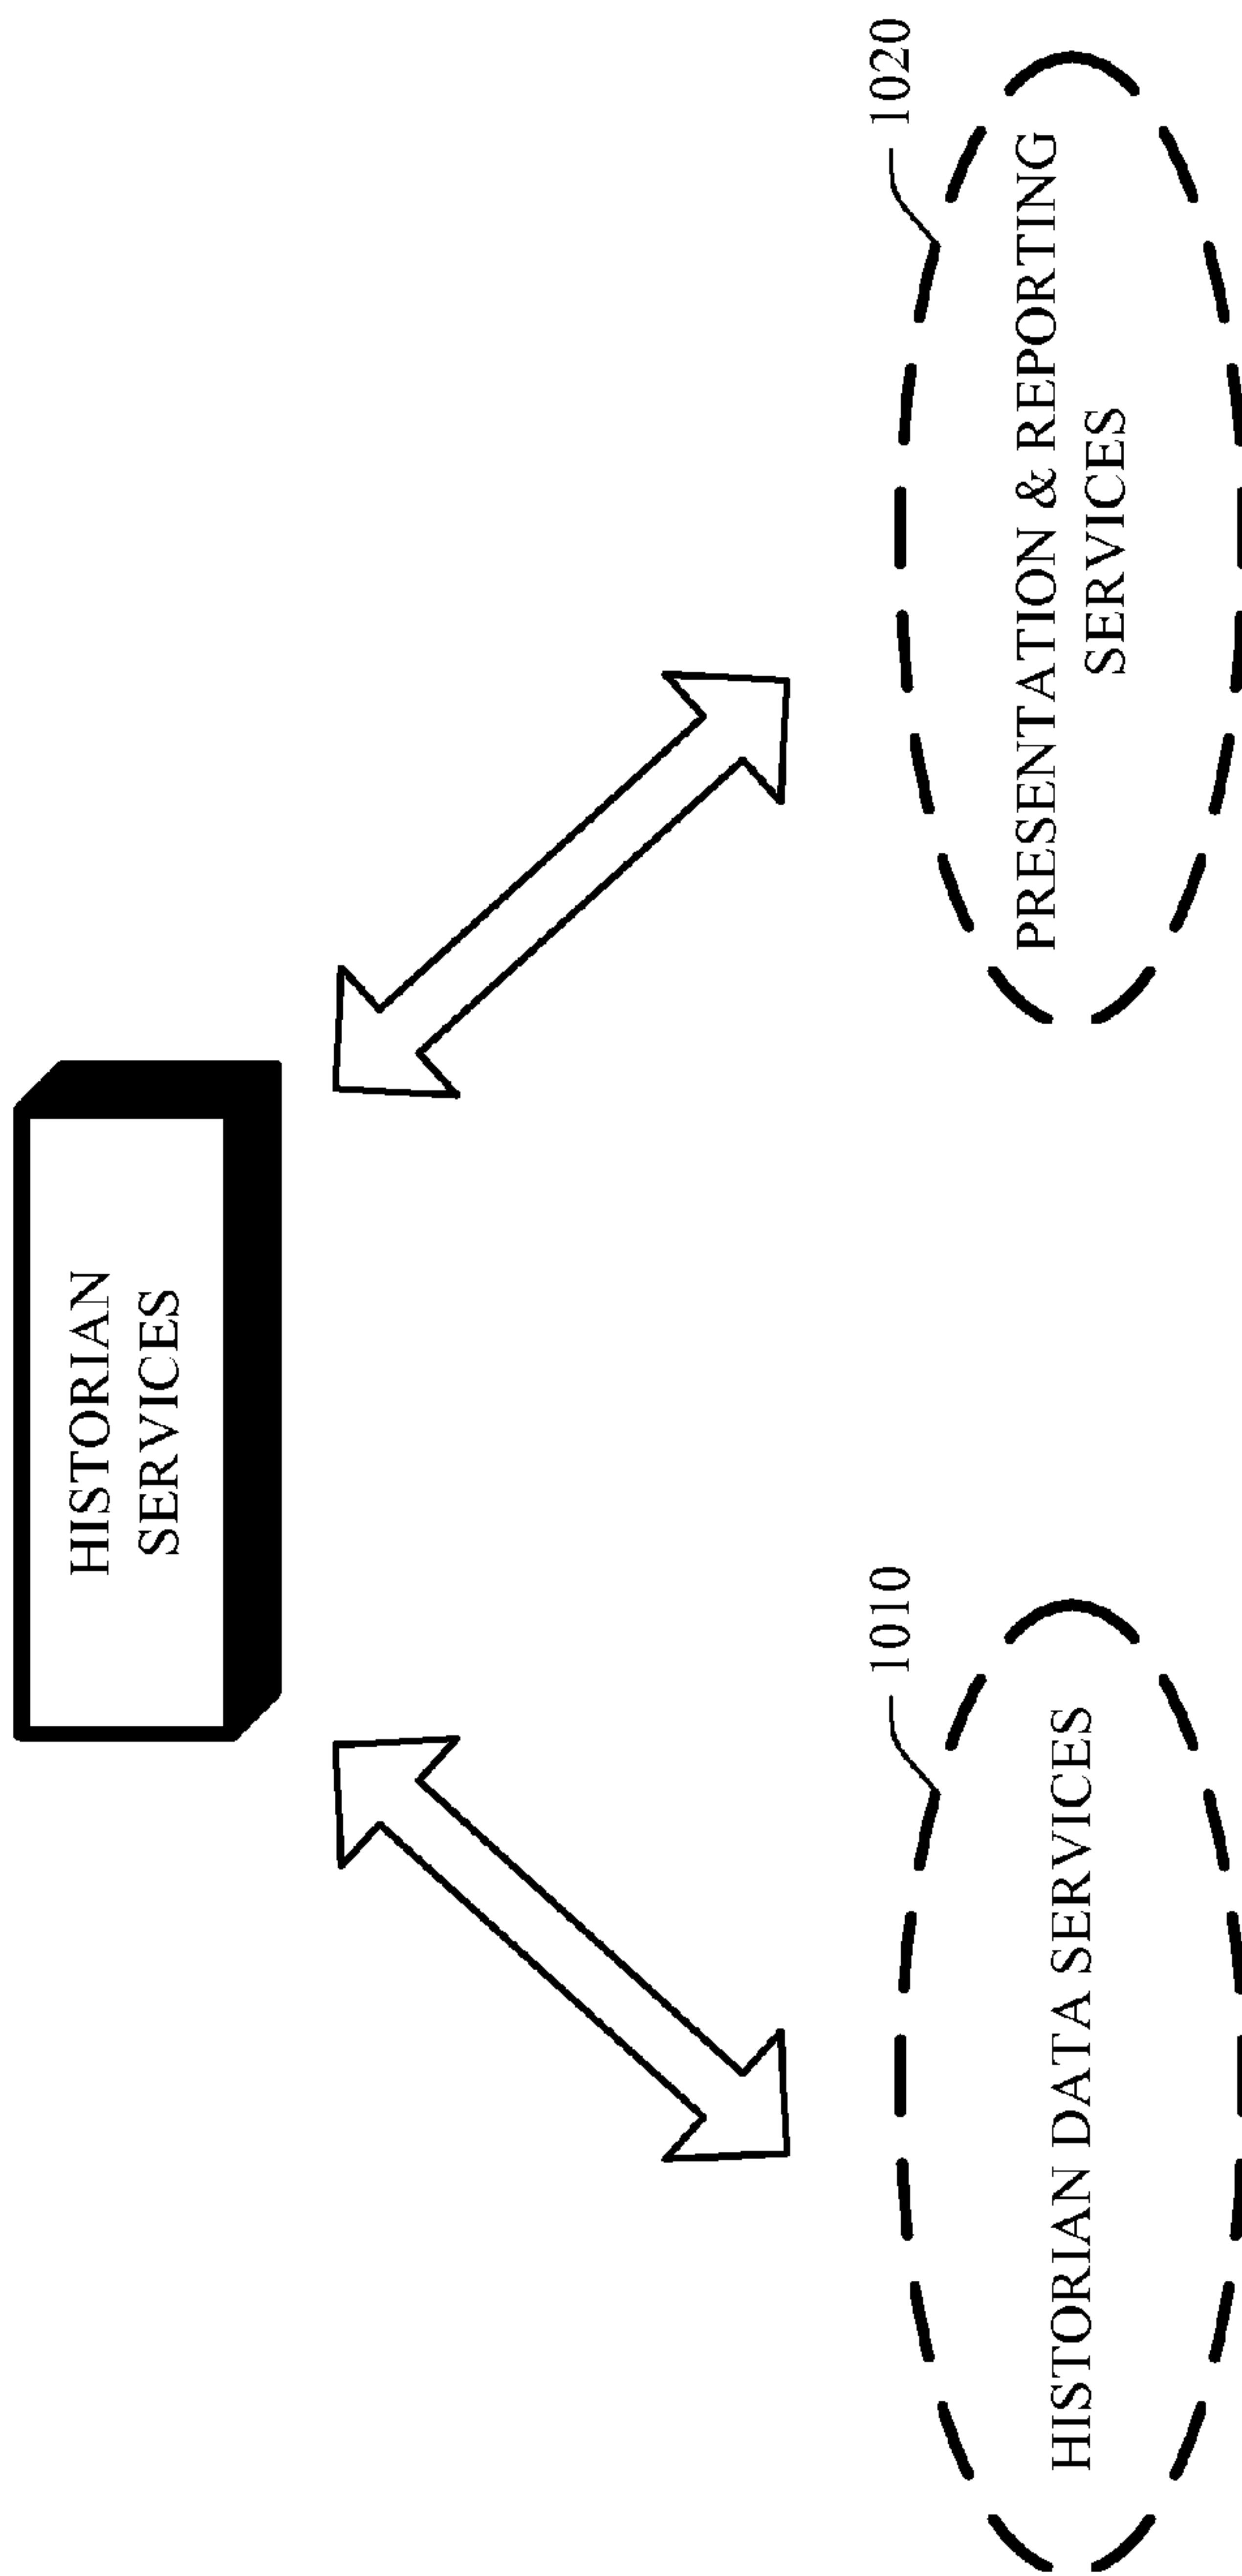 HISTORIAN
SERVICES
1010
HISTORIAN DATA SERVICES
1020
PRESENTATION & REPORTING
SERVICES